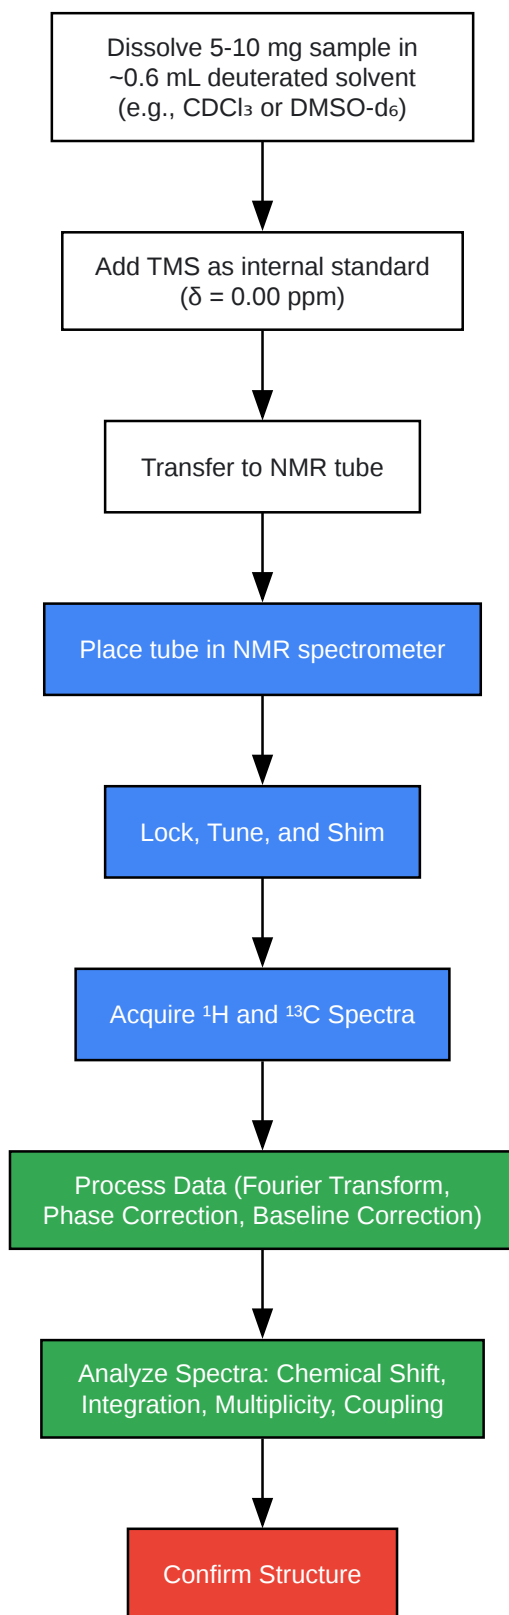 Dissolve 5-10 mg sample in
~0.6 mL deuterated solvent
(e.g., CDCl₃ or DMSO-d₆)
Add TMS as internal standard
(δ = 0.00 ppm)
Transfer to NMR tube
Place tube in NMR spectrometer
Lock, Tune, and Shim
Acquire ¹H and ¹³C Spectra
Process Data (Fourier Transform,
Phase Correction, Baseline Correction)
Analyze Spectra: Chemical Shift,
Integration, Multiplicity, Coupling
Confirm Structure